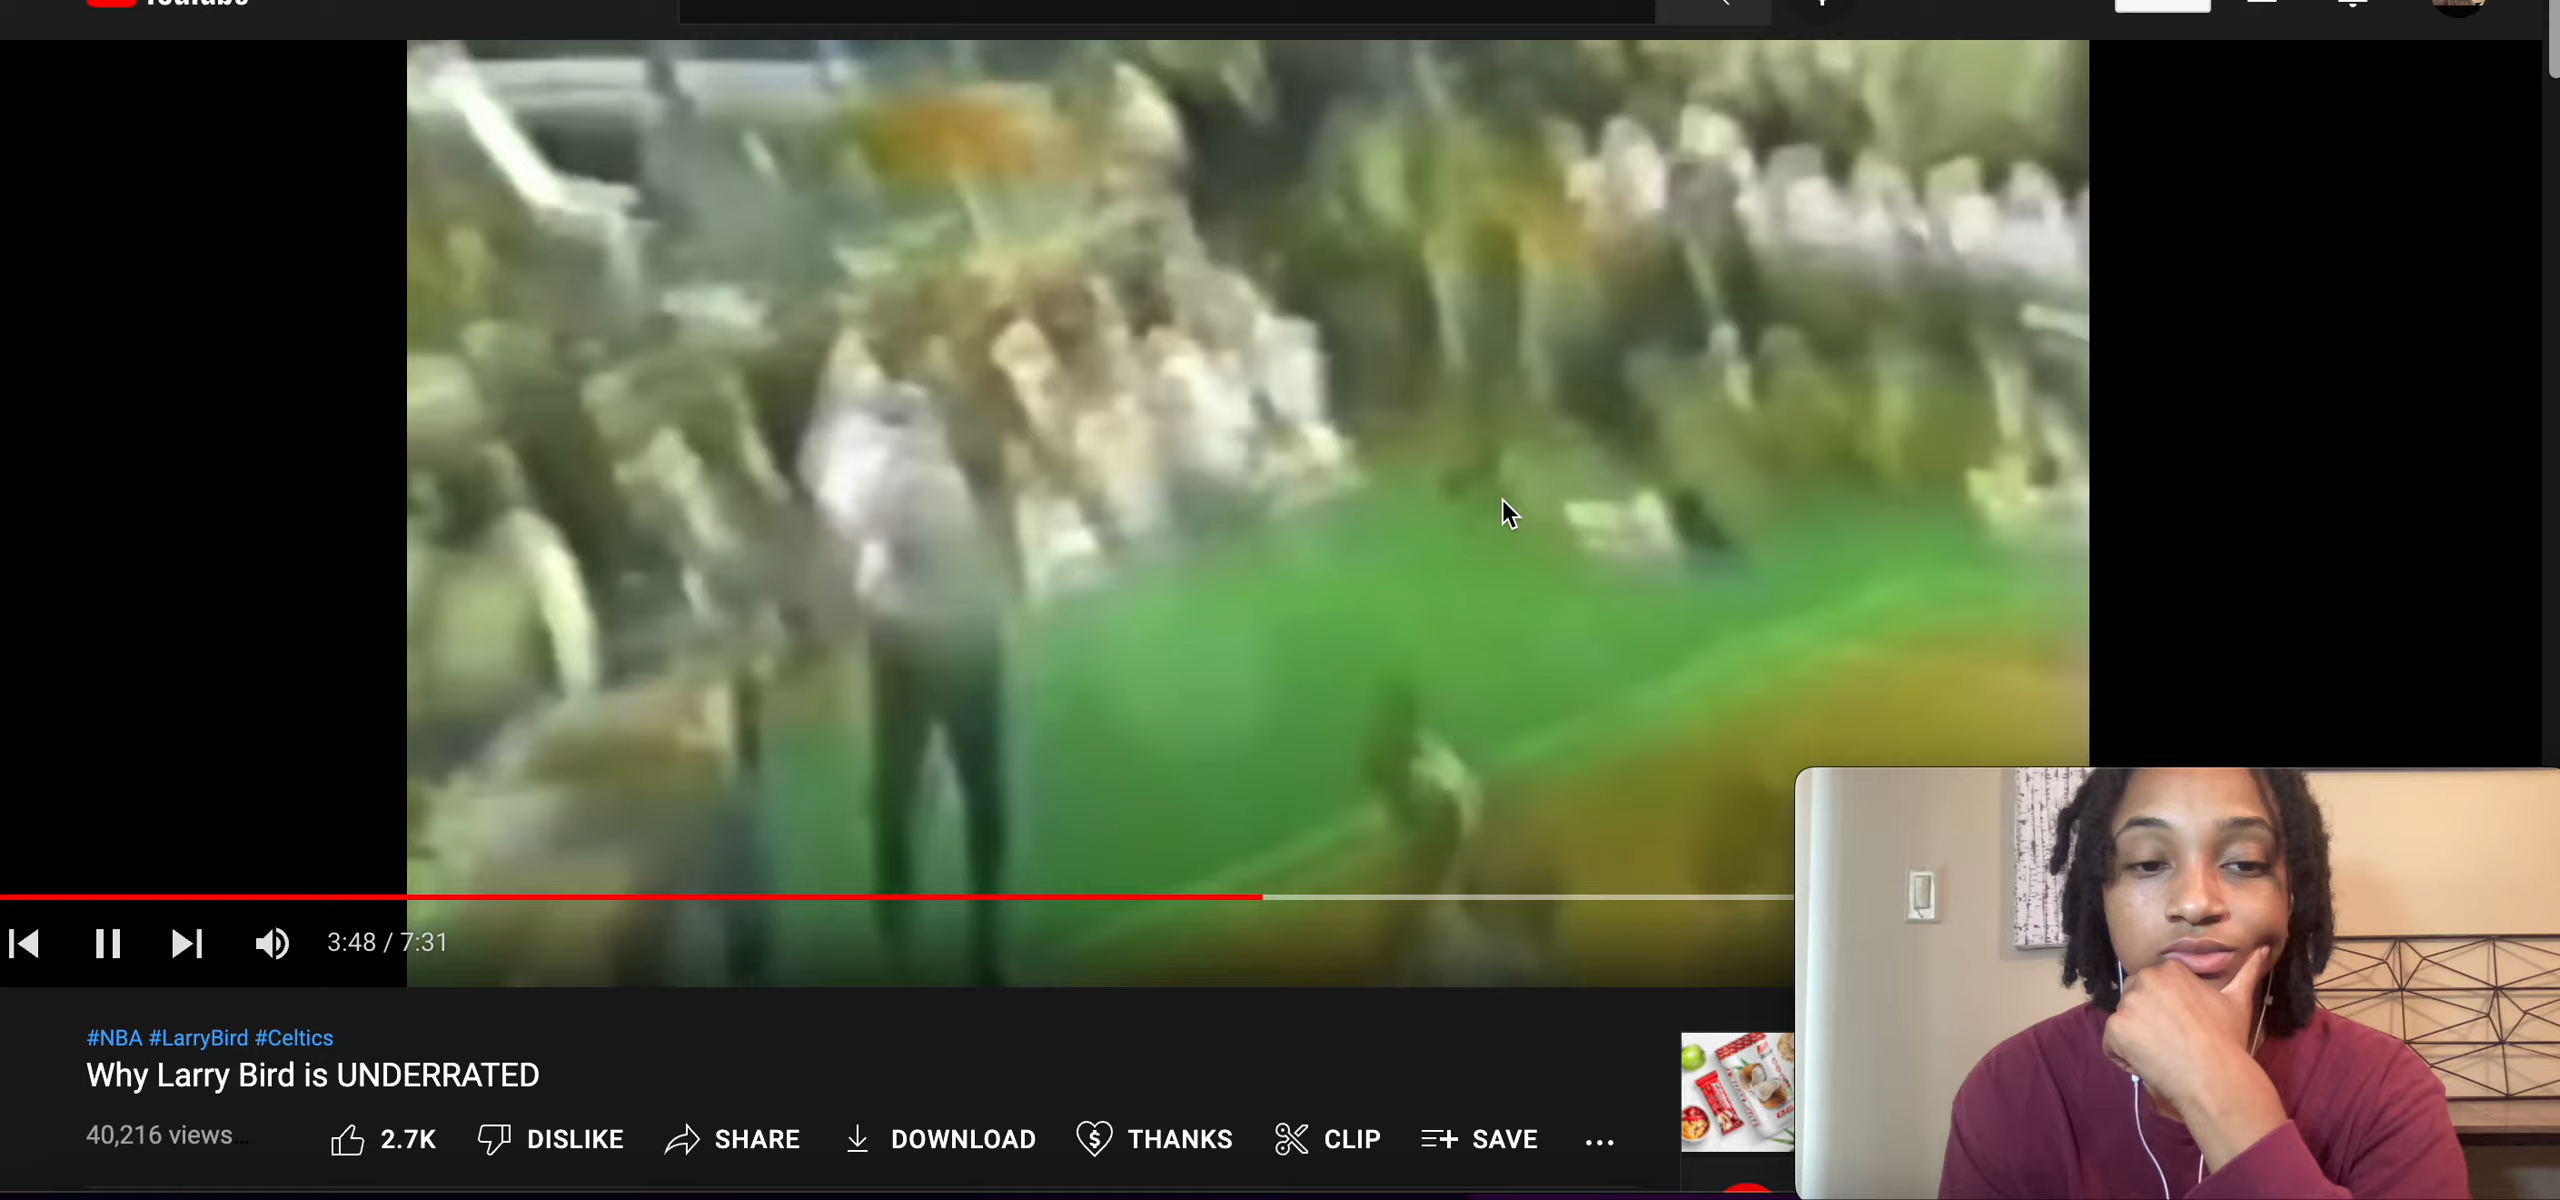 3:48 / 7:31
#NBA #LarryBird #Celtics
Why Larry Bird is UNDERRATED
40,216 views...
2.7K
DISLIKE
SHARE
DOWNLOAD
THANKS
CLIP
SAVE